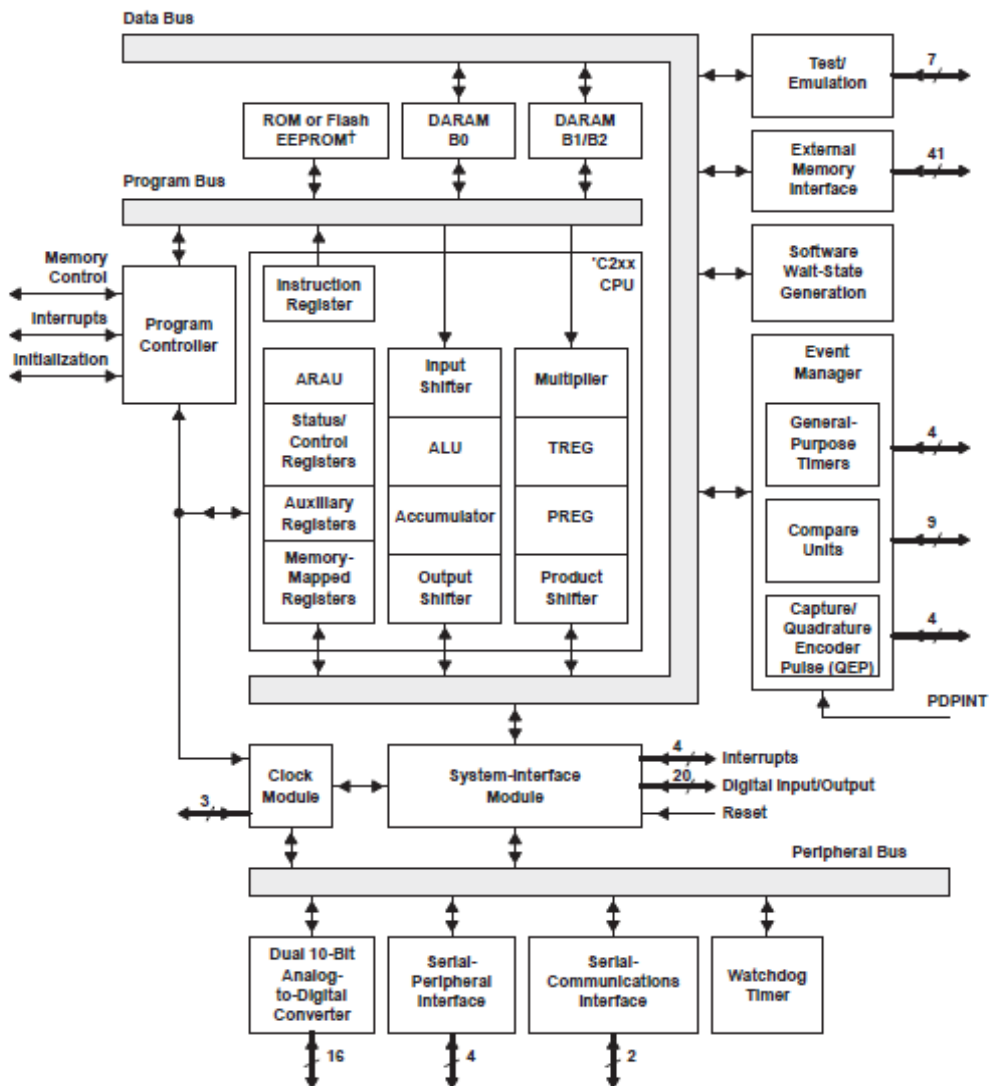 Data Bus
Test/
Emulation
7
ROM or Flash
EEPROM†
DARAM
B0
DARAM
B1/B2
External
Memory
Interface
41
Program Bus
Memory
Control
Interrupts
Initialization
Program
Controller
Instruction
Register
'C2xx
CPU
Software
Wait-State
Generation
ARAU
Status/
Control
Registers
Auxiliary
Registers
Memory-
Mapped
Registers
Input
Shifter
ALU
Accumulator
Output
Shifter
Multiplier
TREG
PREG
Product
Shifter
Event
Manager
General-
Purpose
Timers
4
Compare
Units
9
Capture/
Quadrature
Encoder
Pulse (QEP)
4
PDPINT
Clock
Module
3
System-Interface
Module
4
Interrupts
20
Digital Input/Output
Reset
Peripheral Bus
Dual 10-Bit
Analog-
to-Digital
Converter
16
Serial-
Peripheral
Interface
4
Serial-
Communications
Interface
2
Watchdog
Timer